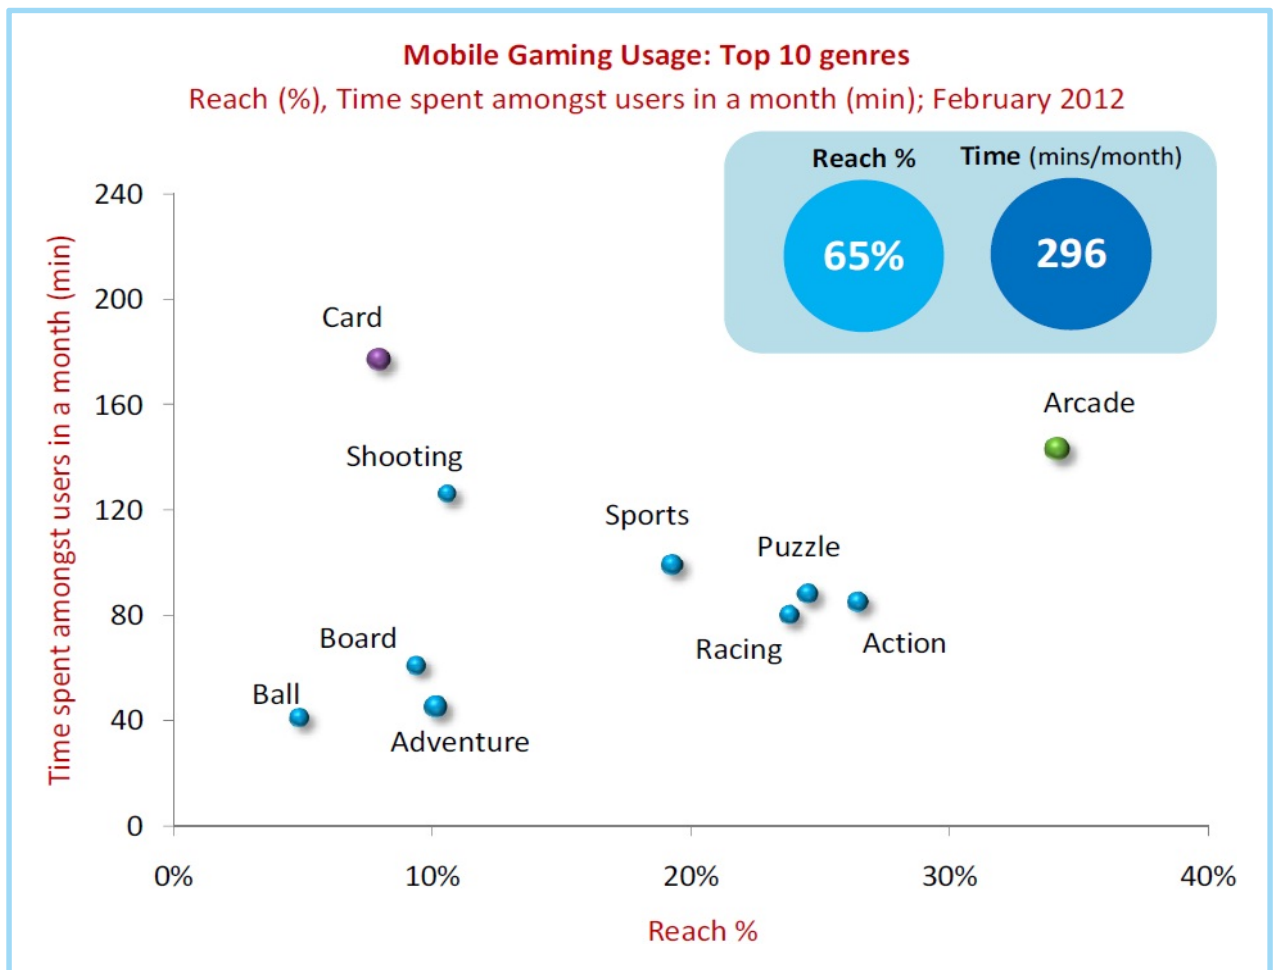 Mobile Gaming Usage: Top 10 genres
Reach (%), Time spent amongst users in a month (min); February 2012
Reach %
Time (mins/month)
65%
296
Time spent amongst users in a month (min)
240
200
160
120
80
40
0
Card
Arcade
Shooting
Sports
Puzzle
Board
Racing
Action
Ball
Adventure
0%
10%
20%
30%
40%
Reach %